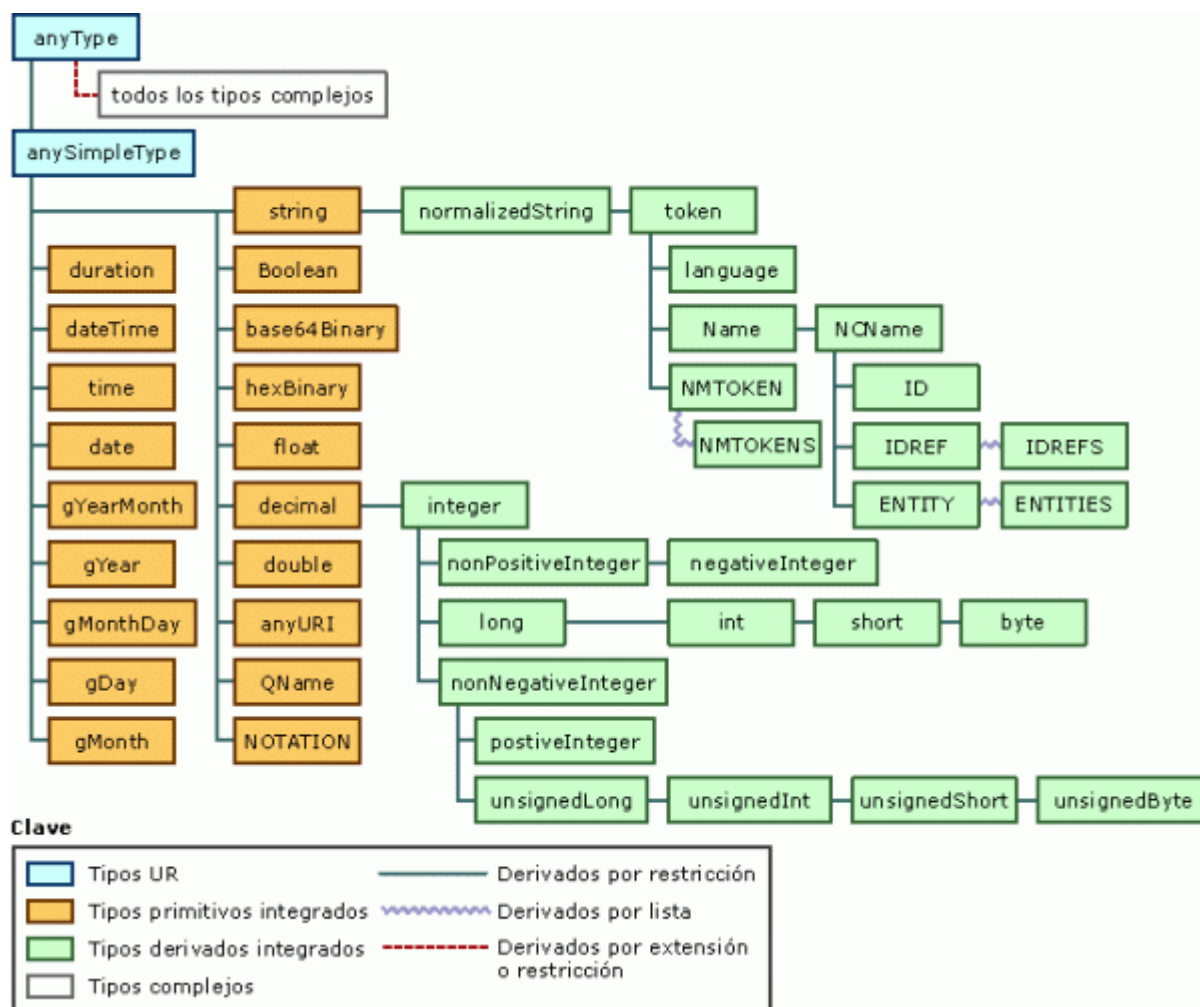 anyType
todos los tipos complejos
anySimpleType
string normalizedString token
duration Boolean language
dateTime base64Binary Name NCName
time hexBinary NMTOKEN ID
date float NMTOKENS IDREF IDREFS
gYearMonth decimal integer ENTITY ENTITIES
gYear double nonPositiveInteger negativeInteger
gMonthDay anyURI long int short byte
gDay QName nonNegativeInteger
gMonth NOTATION postiveInteger
unsignedLong unsignedInt unsignedShort unsignedByte
Clave
Tipos UR Derivados por restricción
Tipos primitivos integrados Derivados por lista
Tipos derivados integrados Derivados por extensión
o restricción
Tipos complejos